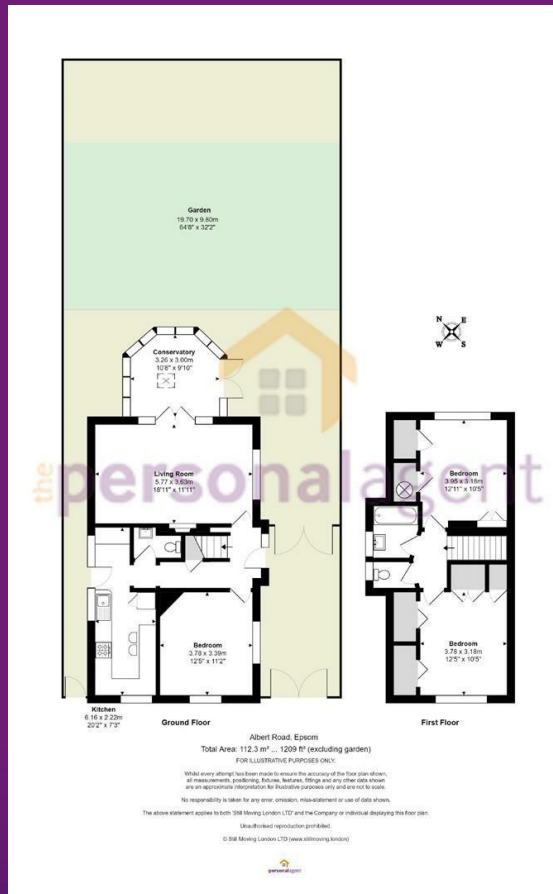 Garden
19.70 x 9.80m
64'8" x 32'2"
Conservatory
3.26 x 3.00m
10'8" x 9'10"
N E
W S
Living Room
5.77 x 3.63m
18'11" x 11'11"
Bedroom
3.95 x 3.18m
12'11" x 10'5"
the personal agent
Bedroom
3.78 x 3.39m
12'5" x 11'2"
Bedroom
3.78 x 3.18m
12'5" x 10'5"
Kitchen
6.16 x 2.22m
20'2" x 7'3"
Ground Floor
First Floor
Albert Road, Epsom
Total Area: 112.3 m² ... 1209 ft² (excluding garden)
FOR ILLUSTRATIVE PURPOSES ONLY.
Whilst every attempt has been made to ensure the accuracy of the floor plan shown,
all measurements, positioning, fixtures, features, fittings and any other data shown
are an approximate interpretation for illustrative purposes only and are not to scale.
No responsibility is taken for any error, omission, miss-statement or use of data shown.
The above statement applies to both 'Still Moving London LTD' and the Company or individual displaying this floor plan.
Unauthorised reproduction prohibited.
© Still Moving London LTD (www.stillmoving.london)
personalagent